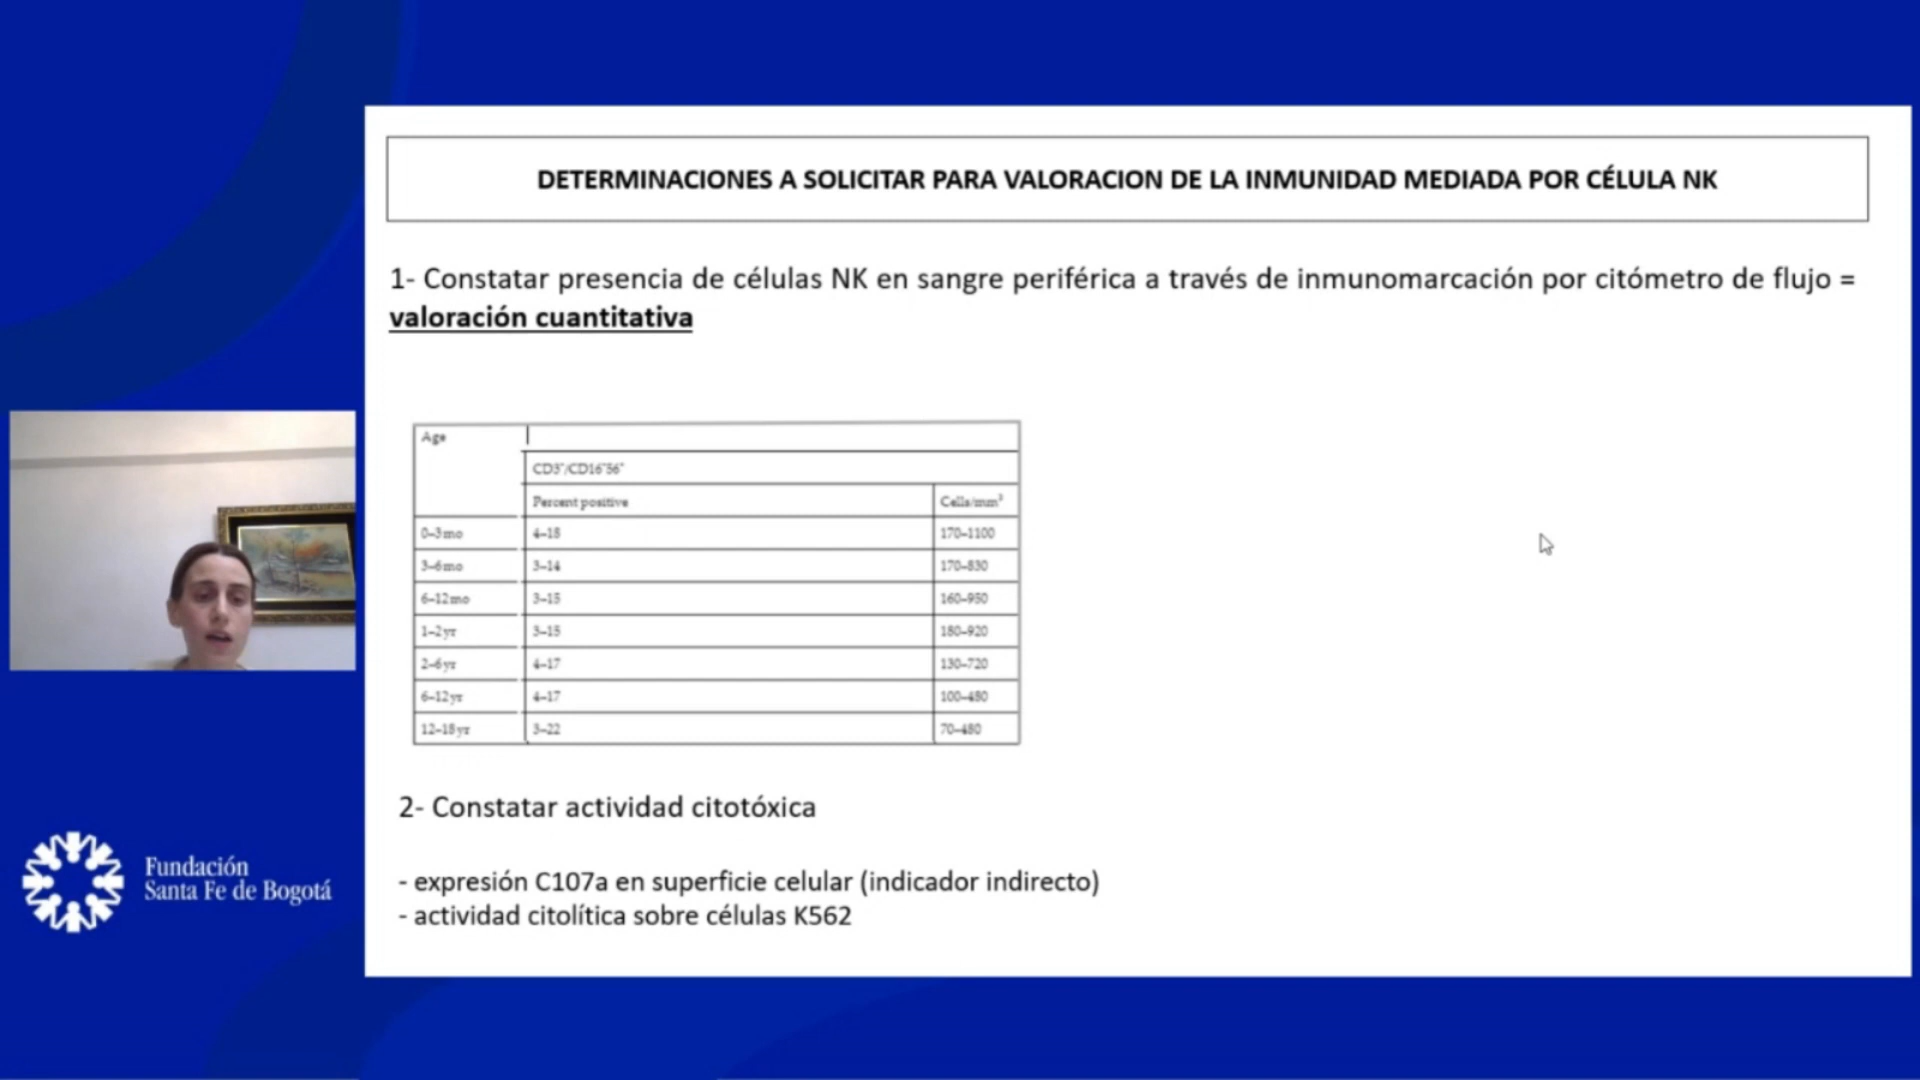 DETERMINACIONES A SOLICITAR PARA VALORACION DE LA INMUNIDAD MEDIADA POR CÉLULA NK
1- Constatar presencia de células NK en sangre periférica a través de inmunomarcación por citómetro de flujo =
valoración cuantitativa
Age
CD3⁻/CD16⁺56⁺
Percent positive Cells/mm³
0–3mo 4–18 170–1100
3–6mo 3–14 170–830
6–12mo 3–15 160–950
1–2yr 3–15 180–920
2–6yr 4–17 130–720
6–12yr 4–17 100–480
12–18yr 3–22 70–480
2- Constatar actividad citotóxica
- expresión C107a en superficie celular (indicador indirecto)
- actividad citolítica sobre células K562
Fundación
Santa Fe de Bogotá